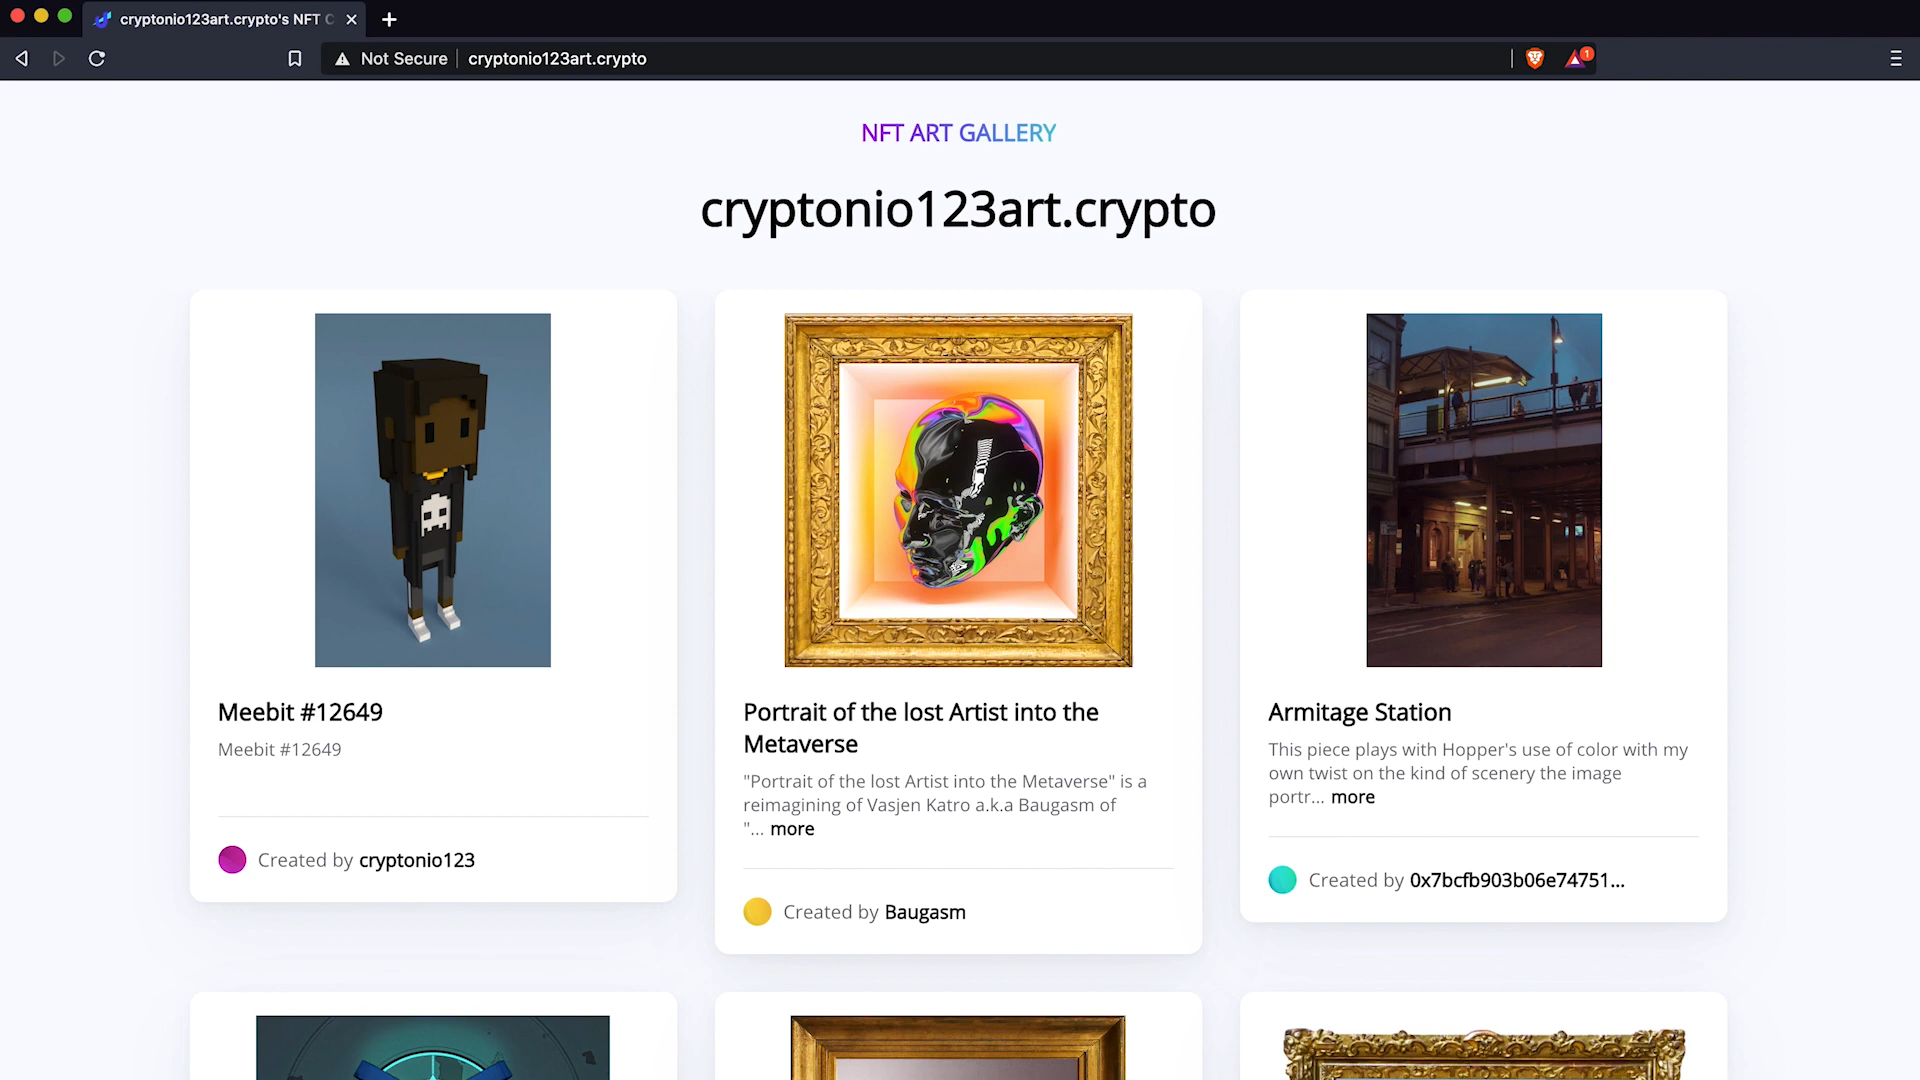 cryptonio123art.crypto's NFT C
1
Not Secure
cryptonio123art.crypto
NFT ART GALLERY
cryptonio123art.crypto
Meebit #12649
Meebit #12649
Created by cryptonio123
Portrait of the lost Artist into the
Metaverse
"Portrait of the lost Artist into the Metaverse" is a
reimagining of Vasjen Katro a.k.a Baugasm of
"... more
Created by Baugasm
Armitage Station
This piece plays with Hopper's use of color with my
own twist on the kind of scenery the image
portr... more
Created by 0x7bcfb903b06e74751...